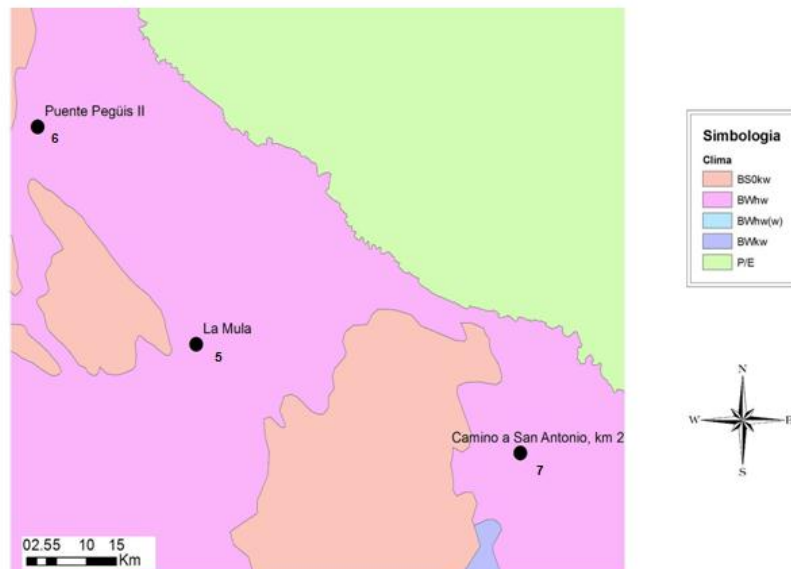 Puente Pegüis II
6
La Mula
5
Camino a San Antonio, km 2
7
02.55 10 15
Km
Simbologia
Clima
BS0kw
BWhw
BWhw(w)
BWkw
P/E
N
W E
S